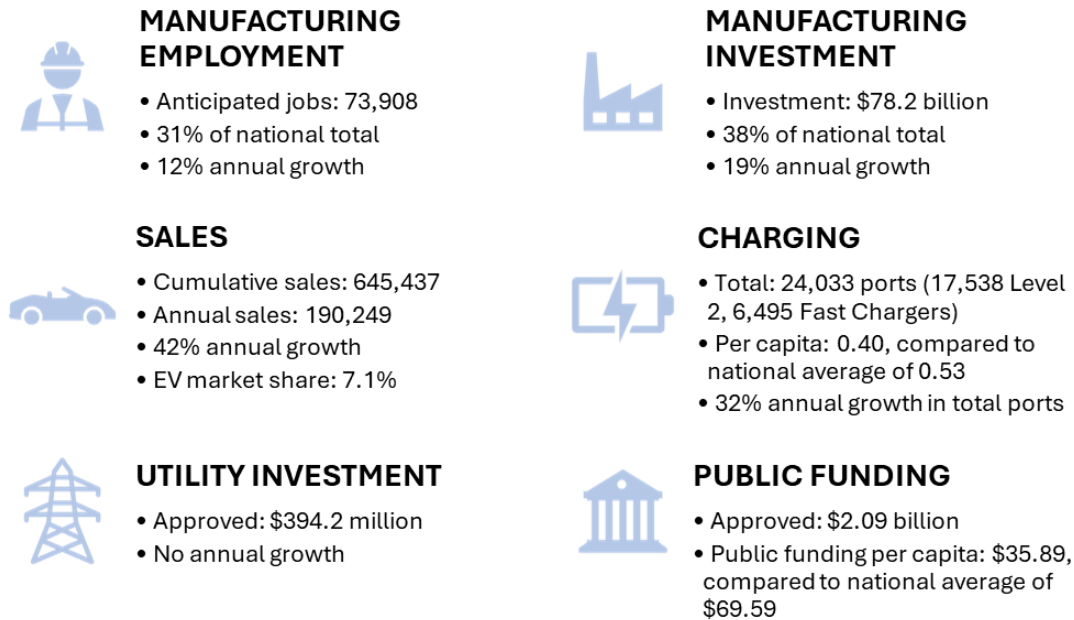 MANUFACTURING
EMPLOYMENT
• Anticipated jobs: 73,908
• 31% of national total
• 12% annual growth
MANUFACTURING
INVESTMENT
• Investment: $78.2 billion
• 38% of national total
• 19% annual growth
SALES
• Cumulative sales: 645,437
• Annual sales: 190,249
• 42% annual growth
• EV market share: 7.1%
CHARGING
• Total: 24,033 ports (17,538 Level
2, 6,495 Fast Chargers)
• Per capita: 0.40, compared to
national average of 0.53
• 32% annual growth in total ports
UTILITY INVESTMENT
• Approved: $394.2 million
• No annual growth
PUBLIC FUNDING
• Approved: $2.09 billion
• Public funding per capita: $35.89,
compared to national average of
$69.59